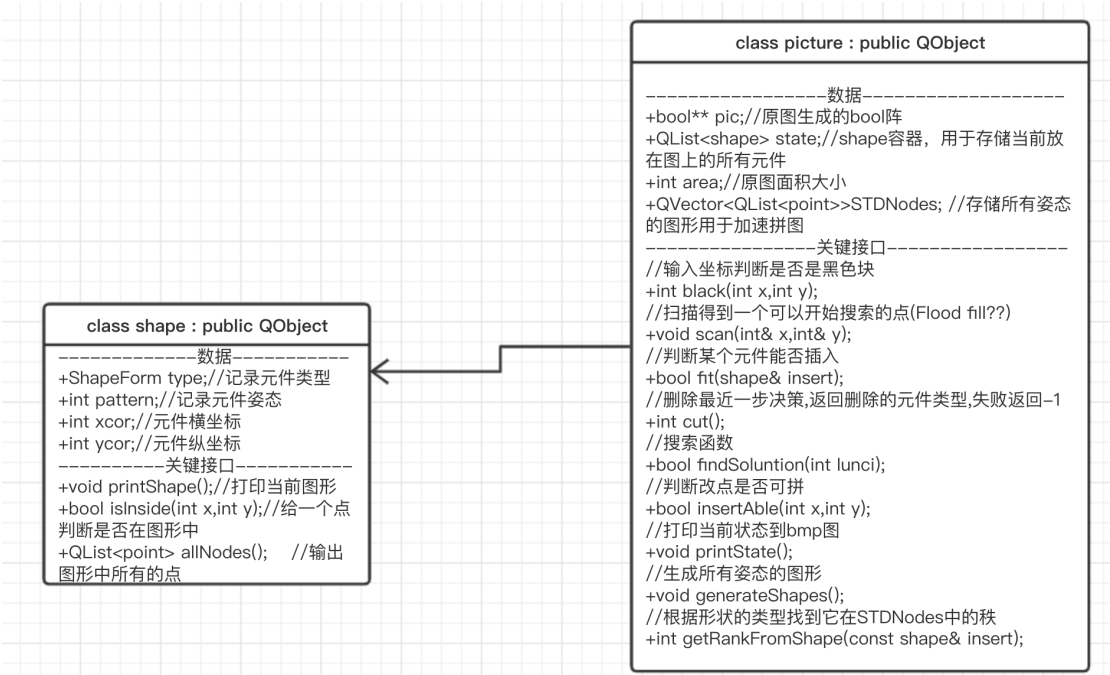 class shape : public QObject
-------------数据-----------
+ShapeForm type;//记录元件类型
+int pattern;//记录元件姿态
+int xcor;//元件横坐标
+int ycor;//元件纵坐标
----------关键接口-----------
+void printShape();//打印当前图形
+bool isInside(int x,int y);//给一个点
判断是否在图形中
+QList<point> allNodes(); //输出
图形中所有的点
class picture : public QObject
-----------------数据-------------------
+bool** pic;//原图生成的bool阵
+QList<shape> state;//shape容器，用于存储当前放
在图上的所有元件
+int area;//原图面积大小
+QVector<QList<point>>STDNodes; //存储所有姿态
的图形用于加速拼图
----------------关键接口-----------------
//输入坐标判断是否是黑色块
+int black(int x,int y);
//扫描得到一个可以开始搜索的点(Flood fill??)
+void scan(int& x,int& y);
//判断某个元件能否插入
+bool fit(shape& insert);
//删除最近一步决策,返回删除的元件类型,失败返回-1
+int cut();
//搜索函数
+bool findSoluntion(int lunci);
//判断改点是否可拼
+bool insertAble(int x,int y);
//打印当前状态到bmp图
+void printState();
//生成所有姿态的图形
+void generateShapes();
//根据形状的类型找到它在STDNodes中的秩
+int getRankFromShape(const shape& insert);